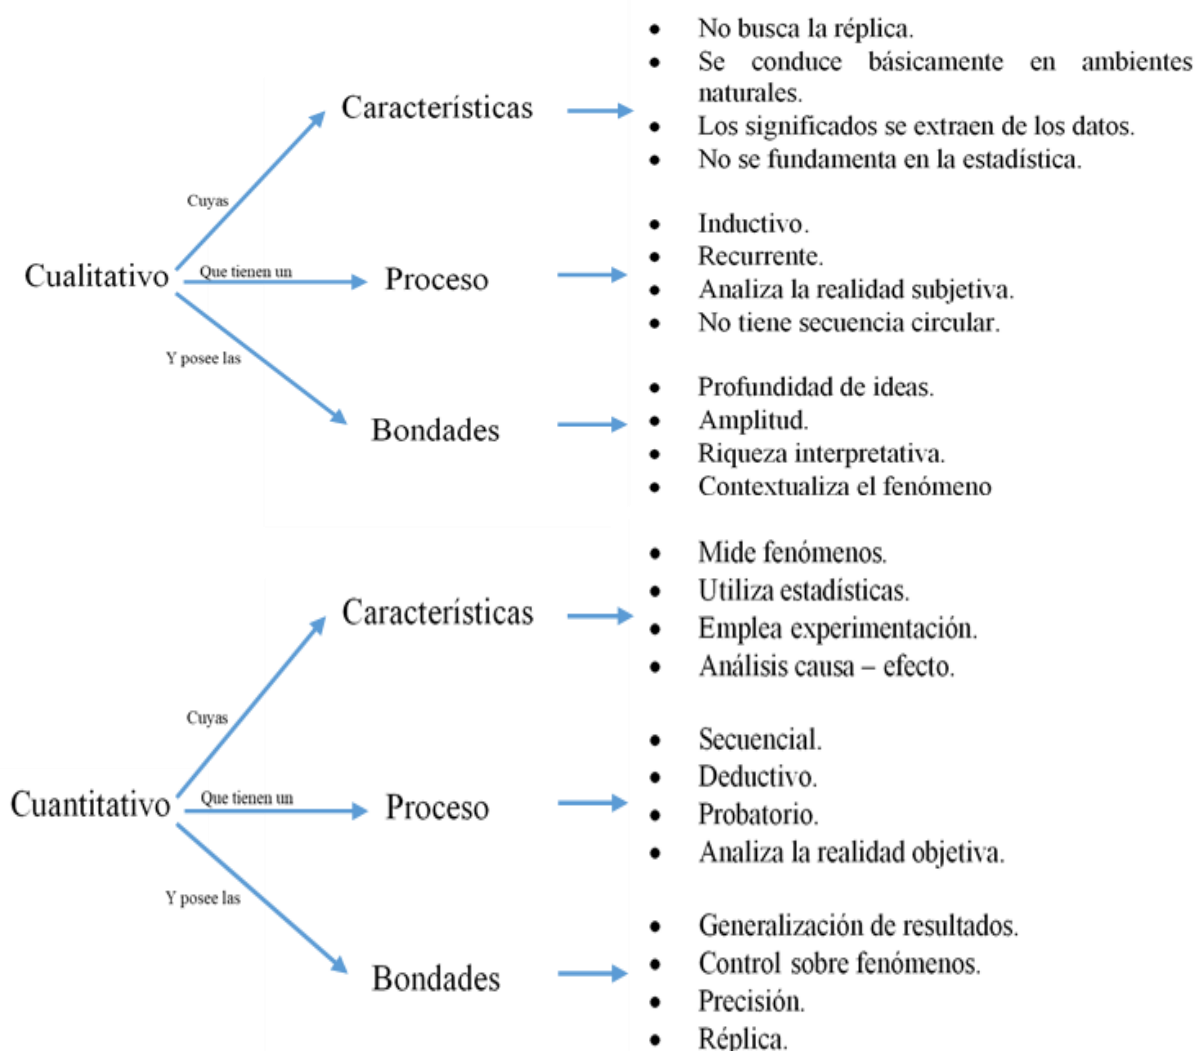 Cualitativo
Cuyas
Característicás
No busca la réplica.
Se conduce básicamente en ambientes
naturales.
Los significados se extraen de los datos.
No se fundamenta en la estadística.
Que tienen un
Proceso
Inductivo.
Recurrente.
Analiza la realidad subjetiva.
No tiene secuencia circular.
Y posee las
Bondades
Profundidad de ideas.
Amplitud.
Riqueza interpretativa.
Contextualiza el fenómeno
Cuantitativo
Cuyas
Característicás
Mide fenómenos.
Utiliza estadísticas.
Emplea experimentación.
Análisis causa – efecto.
Que tienen un
Proceso
Secuencial.
Deductivo.
Probatorio.
Analiza la realidad objetiva.
Y posee las
Bondades
Generalización de resultados.
Control sobre fenómenos.
Precisión.
Réplica.